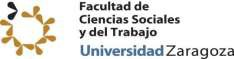 Facultad de
Ciencias Sociales
y del Trabajo
Universidad Zaragoza